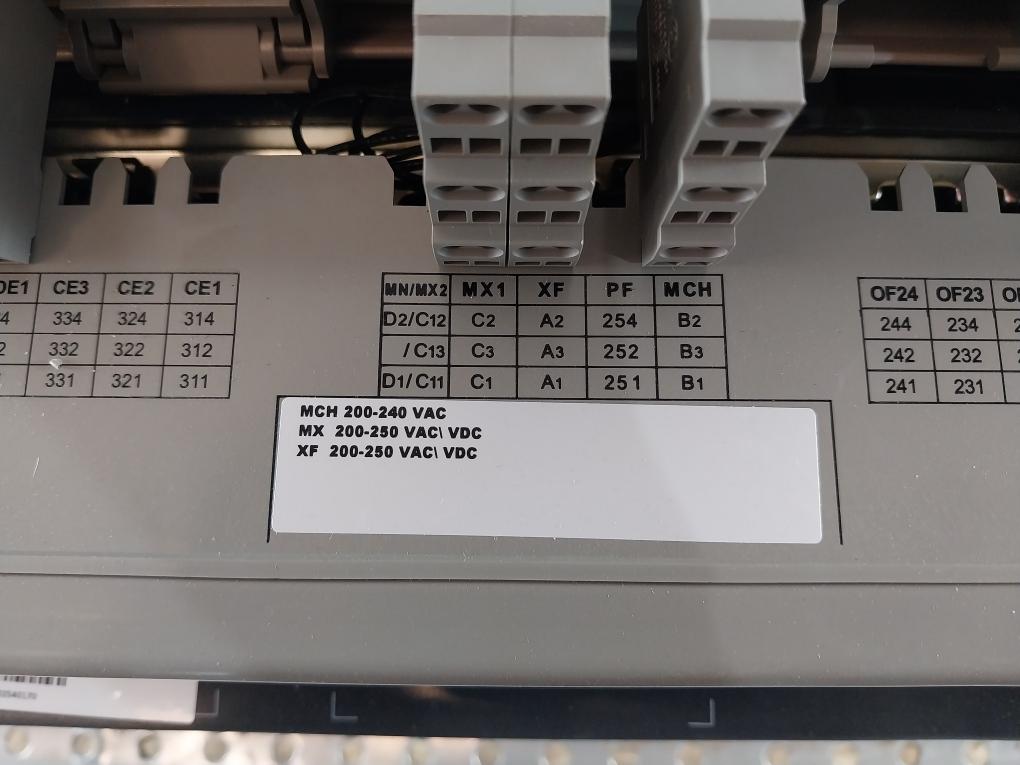 CE3 CE2 CE1
334 324 314
332 322 312
331 321 311
MN/MX2 MX1 XF PF MCH
D2/C12 C2 A2 254 B2
/C13 C3 A3 252 B3
D1/C11 C1 A1 251 B1
OF24 OF23
244 234
242 232
241 231
MCH 200-240 VAC
MX 200-250 VAC\ VDC
XF 200-250 VAC\ VDC